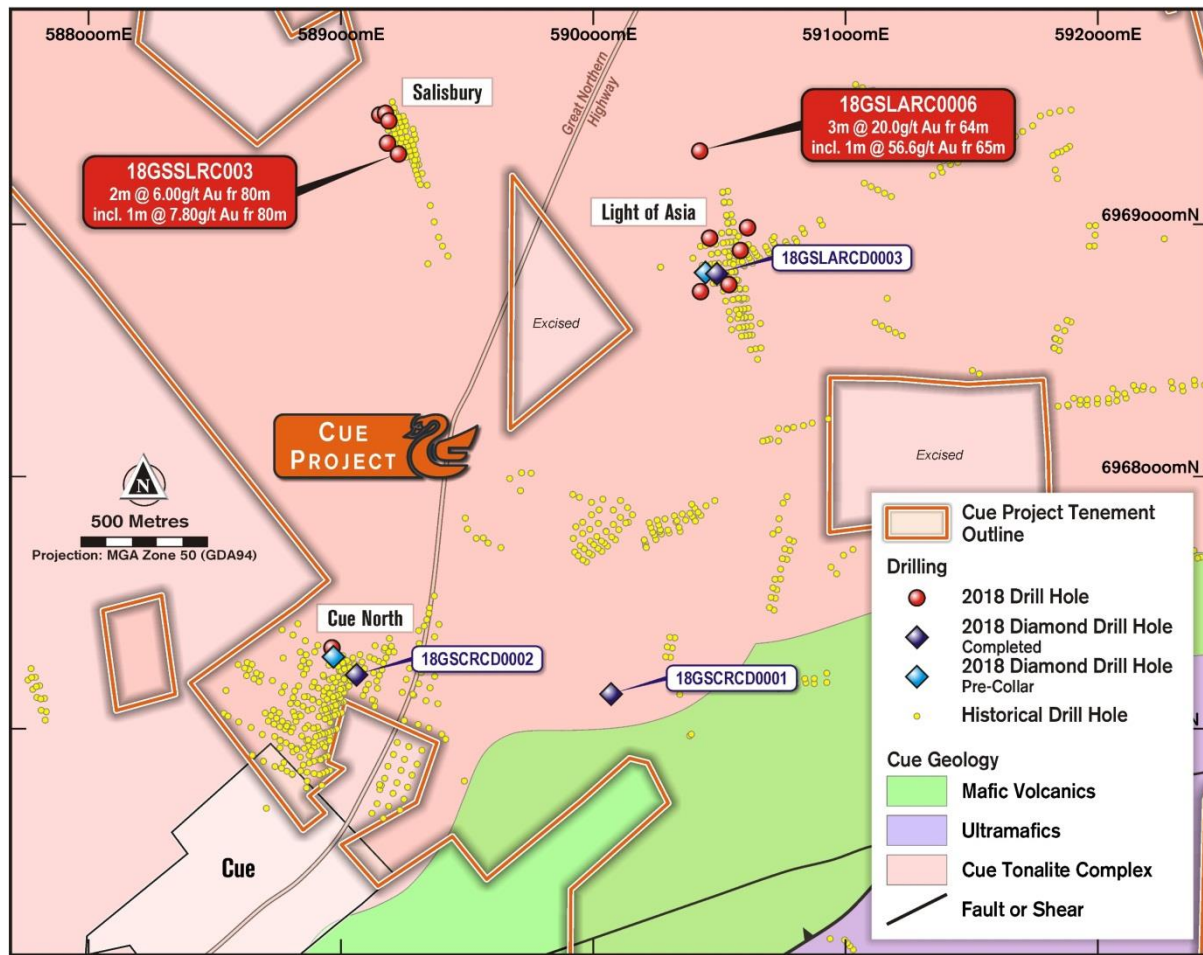 588000mE
589000mE
590000mE
591000mE
592000mE
Great Northern
Highway
Salisbury
18GSLARC0006
3m @ 20.0g/t Au fr 64m
incl. 1m @ 56.6g/t Au fr 65m
18GSSLRC003
2m @ 6.00g/t Au fr 80m
incl. 1m @ 7.80g/t Au fr 80m
Light of Asia
6969000mN
18GSLARCD0003
Excised
CUE
PROJECT
Excised
6968000mN
N
500 Metres
Projection: MGA Zone 50 (GDA94)
Cue North
18GSCRCD0002
18GSCRCD0001
Cue
Cue Project Tenement
Outline
Drilling
2018 Drill Hole
2018 Diamond Drill Hole
Completed
2018 Diamond Drill Hole
Pre-Collar
Historical Drill Hole
Cue Geology
Mafic Volcanics
Ultramafics
Cue Tonalite Complex
Fault or Shear